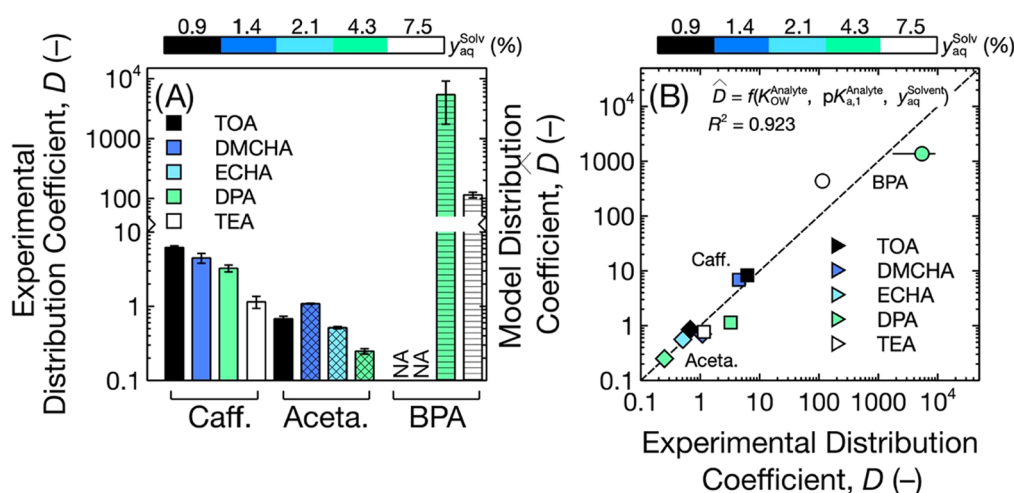 0.9 1.4 2.1 4.3 7.5 y_aq^Solv (%)
(A)
Experimental
Distribution Coefficient, D (–)
10^4
1000
100
10
1
0.1
TOA
DMCHA
ECHA
DPA
TEA
NA
NA
Caff. Aceta. BPA
0.9 1.4 2.1 4.3 7.5 y_aq^Solv (%)
(B)
D̂ = f(K_OW^Analyte, pK_a,1^Analyte, y_aq^Solvent)
R² = 0.923
Model Distribution
Coefficient, D̂ (–)
10^4
1000
100
10
1
0.1
BPA
Caff.
Aceta.
TOA
DMCHA
ECHA
DPA
TEA
0.1 1 10 100 1000 10^4
Experimental Distribution
Coefficient, D (–)